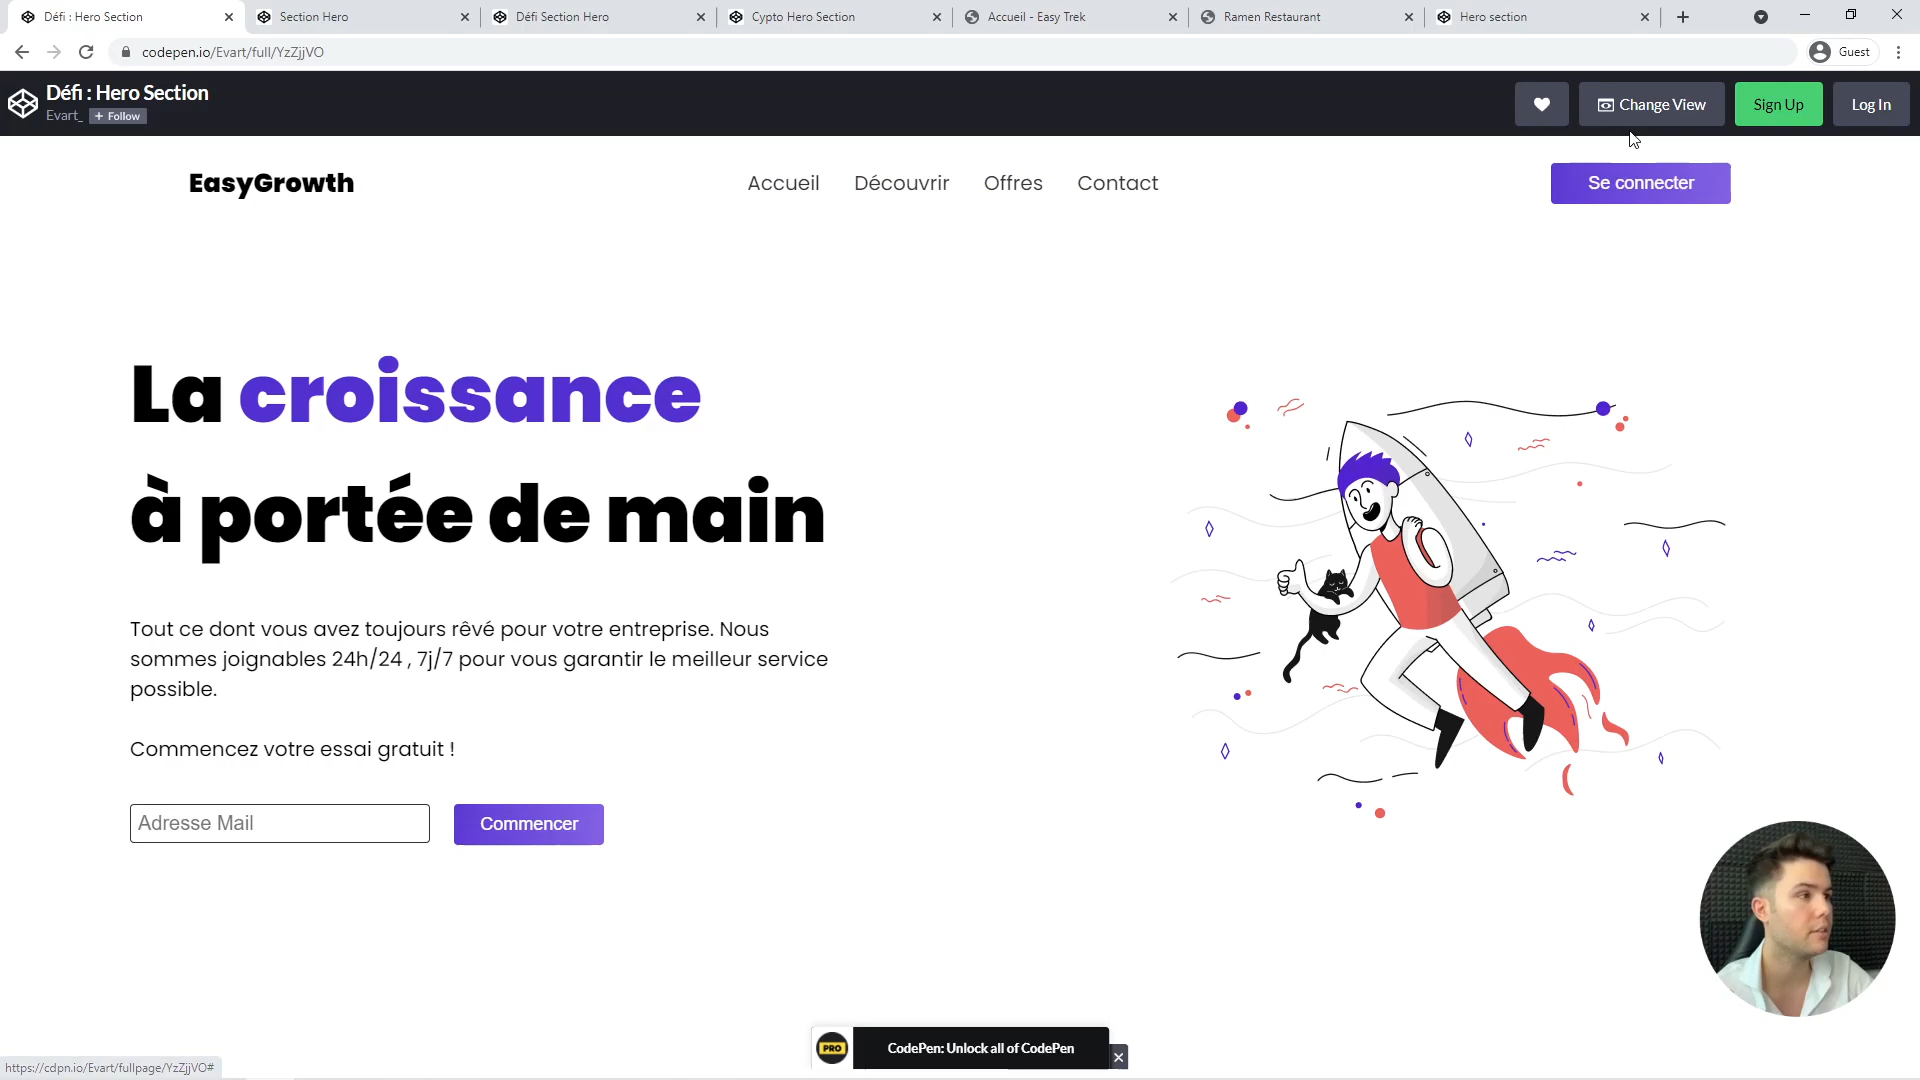 Défi : Hero Section
Section Hero
Défi Section Hero
Cypto Hero Section
Accueil - Easy Trek
Ramen Restaurant
Hero section
codepen.io/Evart/full/YzZjjVO
Guest
Défi : Hero Section
Evart_ + Follow
Change View
Sign Up
Log In
EasyGrowth
Accueil
Découvrir
Offres
Contact
Se connecter
La croissance
à portée de main
Tout ce dont vous avez toujours rêvé pour votre entreprise. Nous
sommes joignables 24h/24 , 7j/7 pour vous garantir le meilleur service
possible.
Commencez votre essai gratuit !
Adresse Mail
Commencer
PRO
CodePen: Unlock all of CodePen
https://cdpn.io/Evart/fullpage/YzZjjVO#